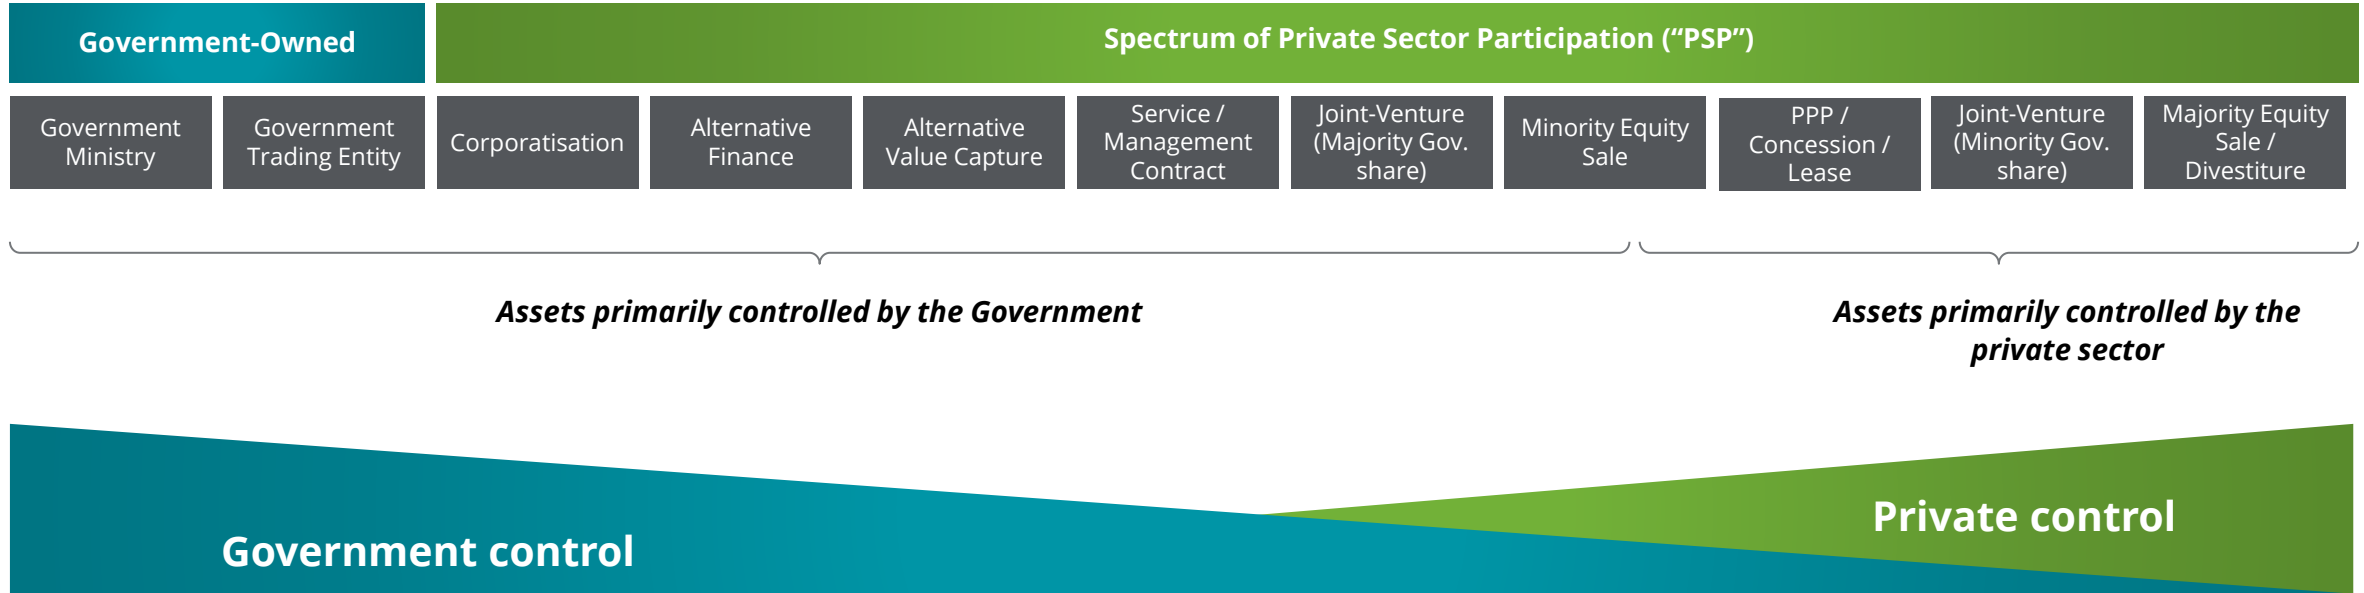 Government-Owned
Spectrum of Private Sector Participation (“PSP”)
Government
Ministry
Government
Trading Entity
Corporatisation
Alternative
Finance
Alternative
Value Capture
Service /
Management
Contract
Joint-Venture
(Majority Gov.
share)
Minority Equity
Sale
PPP /
Concession /
Lease
Joint-Venture
(Minority Gov.
share)
Majority Equity
Sale /
Divestiture
Assets primarily controlled by the Government
Assets primarily controlled by the
private sector
Government control
Private control